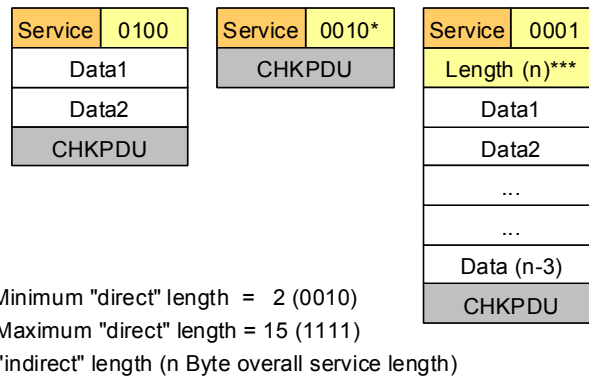 Service 0100
Data1
Data2
CHKPDU
Service 0010*
CHKPDU
Service 0001
Length (n)***
Data1
Data2
...
...
Data (n-3)
CHKPDU
Minimum "direct" length = 2 (0010)
Maximum "direct" length = 15 (1111)
"indirect" length (n Byte overall service length)